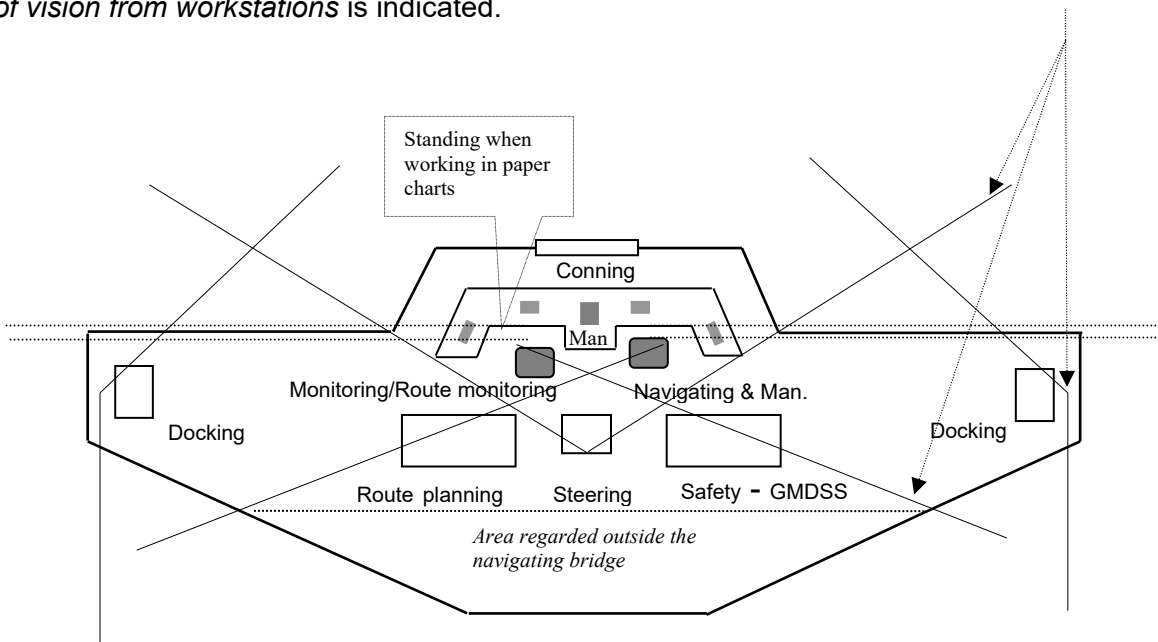 of vision from workstations is indicated.
Standing when
working in paper
charts
Conning
Man
Monitoring/Route monitoring
Navigating & Man.
Docking
Docking
Route planning
Steering
Safety - GMDSS
Area regarded outside the
navigating bridge